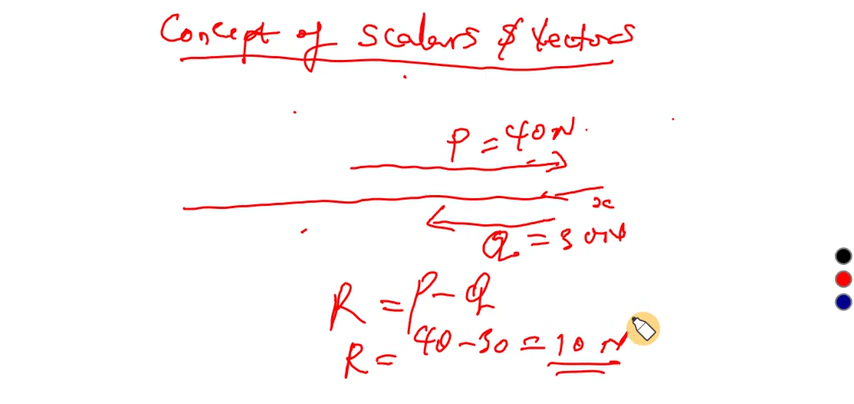 Concept of Scalars & Vectors
P = 40N
x
Q = 30N
R = P - Q
R = 40 - 30 = 10 N